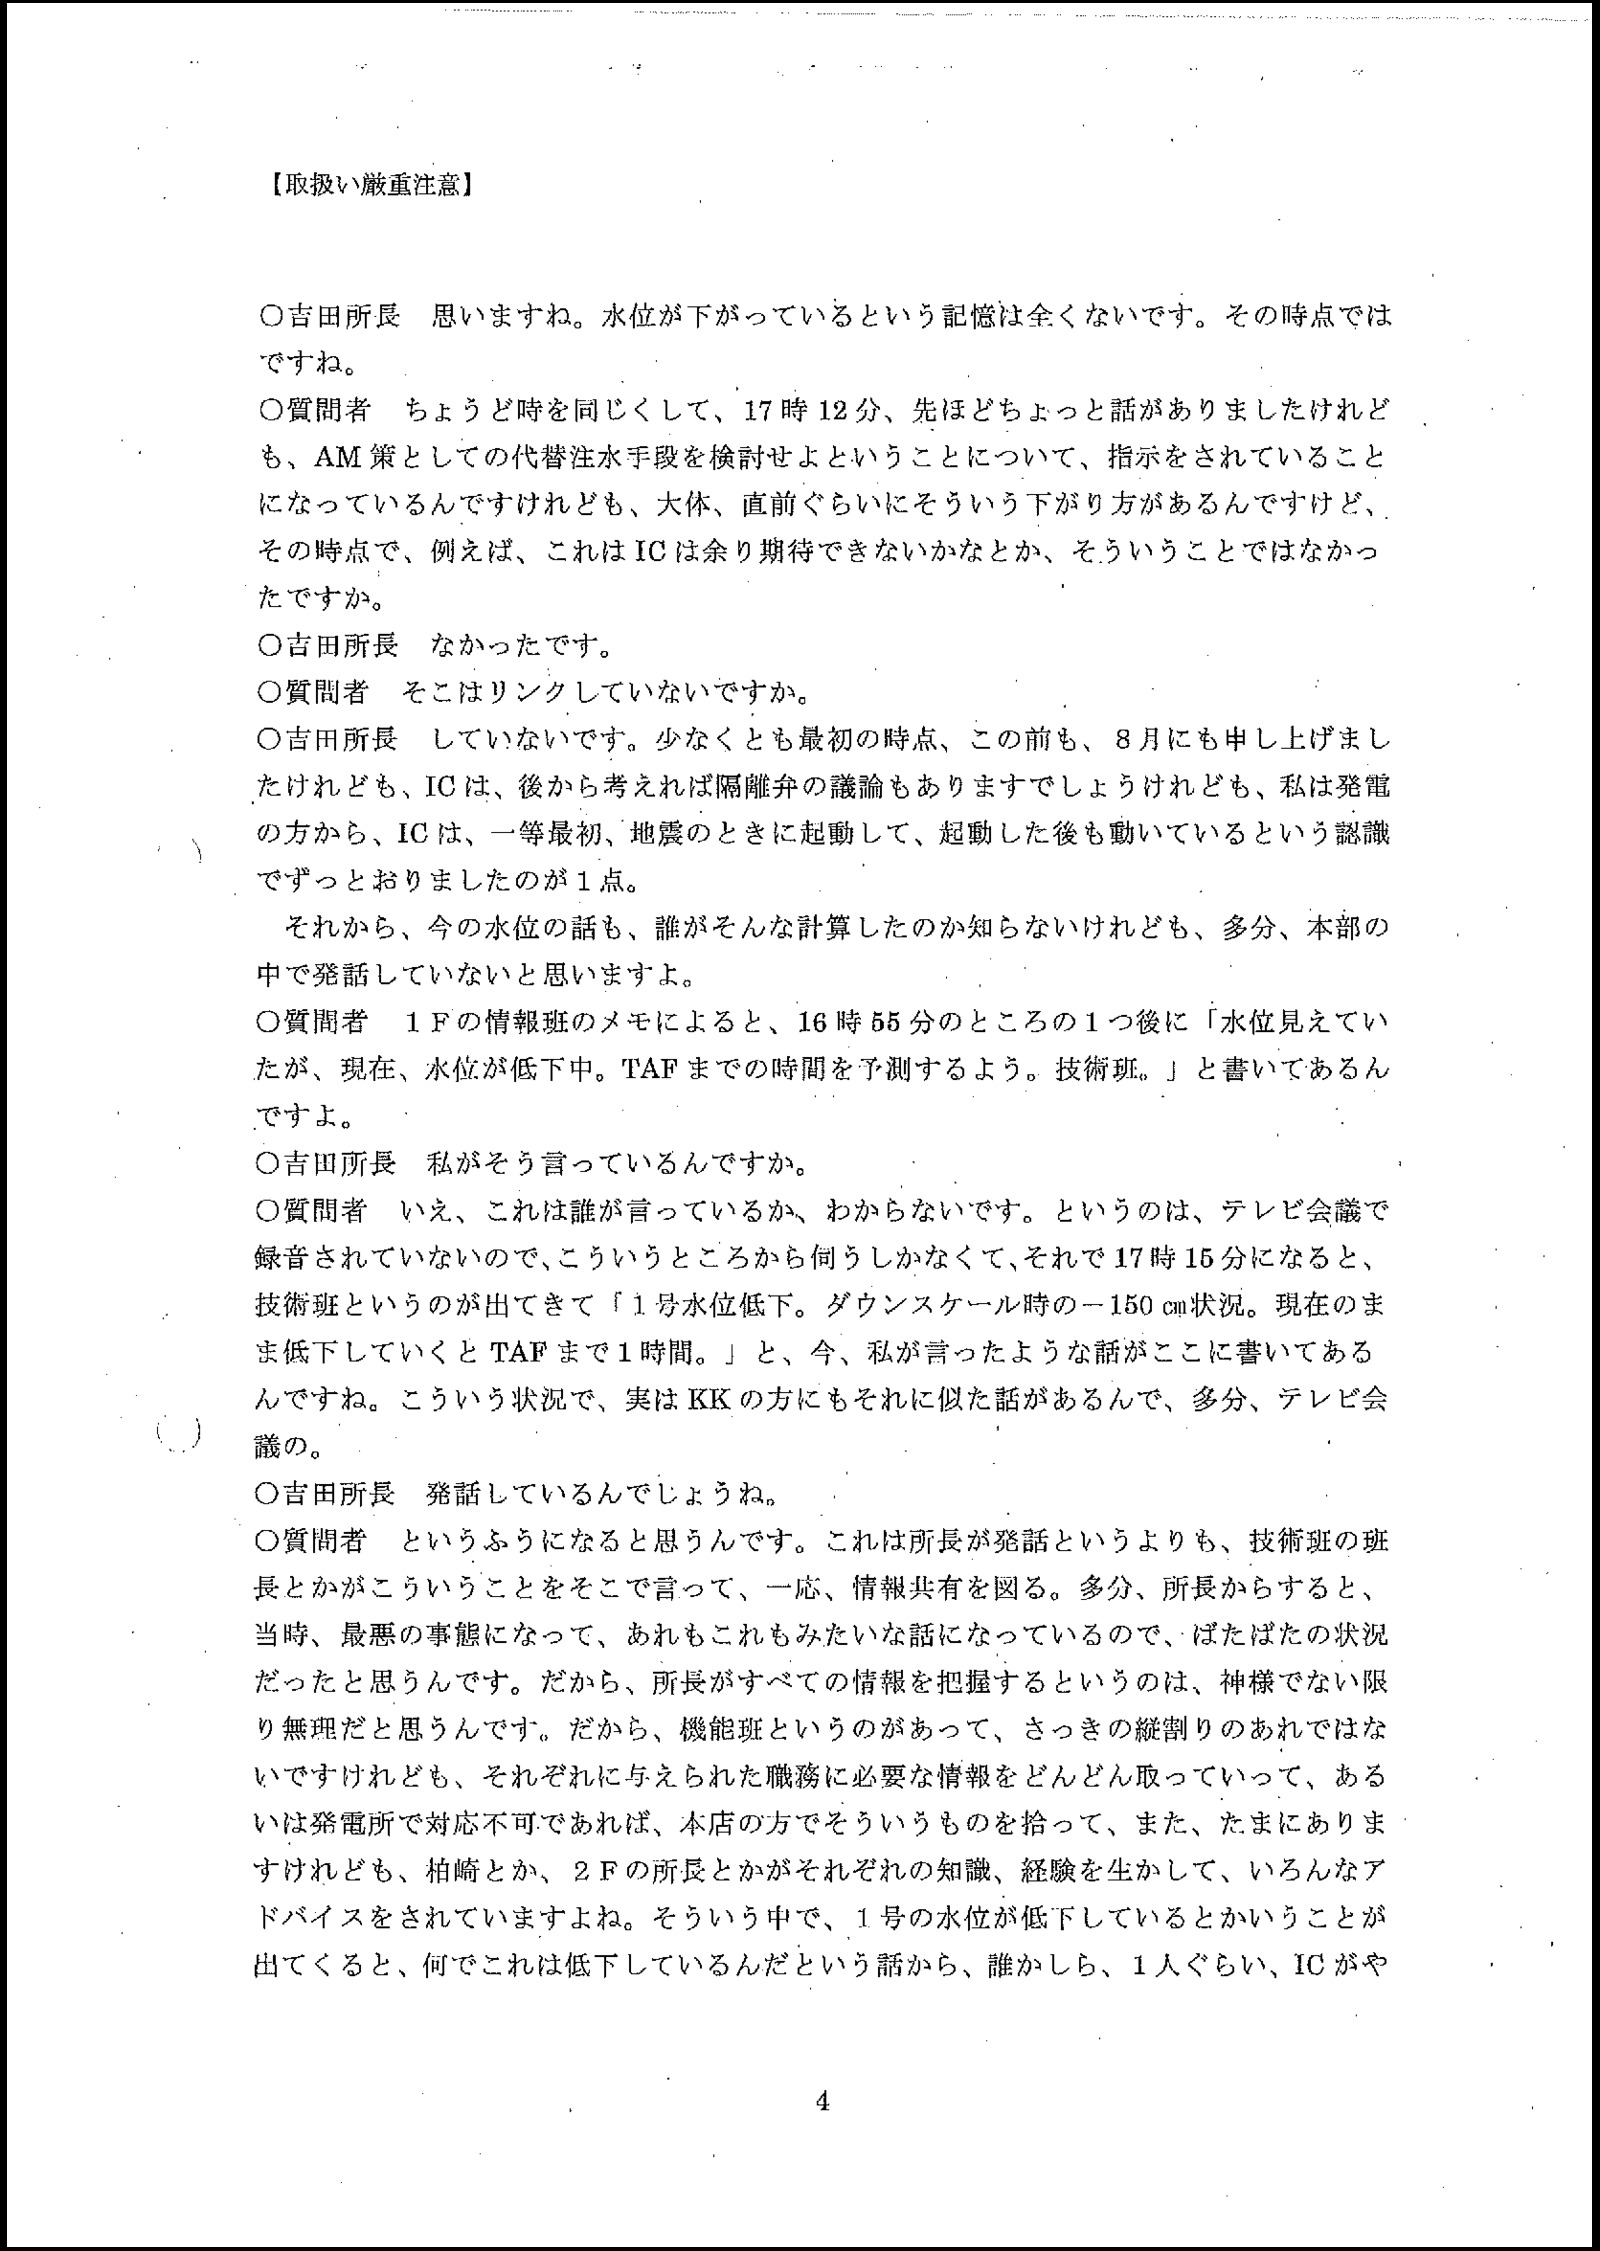 【取扱い厳重注意】
○吉田所長　思いますね。水位が下がっているという記憶は全くないです。その時点では
ですね。
○質問者　ちょうど時を同じくして、17 時 12 分、先ほどちょっと話がありましたけれど
も、AM 策としての代替注水手段を検討せよということについて、指示をされていること
になっているんですけれども、大体、直前ぐらいにそういう下がり方があるんですけど、
その時点で、例えば、これは IC は余り期待できないかなとか、そういうことではなかっ
たですか。
○吉田所長　なかったです。
○質問者　そこはリンクしていないですか。
○吉田所長　していないです。少なくとも最初の時点、この前も、８月にも申し上げまし
たけれども、IC は、後から考えれば隔離弁の議論もありますでしょうけれども、私は発電
の方から、IC は、一等最初、地震のときに起動して、起動した後も動いているという認識
でずっとおりましたのが１点。
　それから、今の水位の話も、誰がそんな計算したのか知らないけれども、多分、本部の
中で発話していないと思いますよ。
○質問者　１Ｆの情報班のメモによると、16 時 55 分のところの１つ後に「水位見えてい
たが、現在、水位が低下中。TAF までの時間を予測するよう。技術班。」と書いてあるん
ですよ。
○吉田所長　私がそう言っているんですか。
○質問者　いえ、これは誰が言っているか、わからないです。というのは、テレビ会議で
録音されていないので、こういうところから伺うしかなくて、それで 17 時 15 分になると、
技術班というのが出てきて「１号水位低下。ダウンスケール時の－150 ㎝状況。現在のま
ま低下していくと TAF まで１時間。」と、今、私が言ったような話がここに書いてある
んですね。こういう状況で、実は KK の方にもそれに似た話があるんで、多分、テレビ会
議の。
○吉田所長　発話しているんでしょうね。
○質問者　というふうになると思うんです。これは所長が発話というよりも、技術班の班
長とかがこういうことをそこで言って、一応、情報共有を図る。多分、所長からすると、
当時、最悪の事態になって、あれもこれもみたいな話になっているので、ばたばたの状況
だったと思うんです。だから、所長がすべての情報を把握するというのは、神様でない限
り無理だと思うんです。だから、機能班というのがあって、さっきの縦割りのあれではな
いですけれども、それぞれに与えられた職務に必要な情報をどんどん取っていって、ある
いは発電所で対応不可であれば、本店の方でそういうものを拾って、また、たまにありま
すけれども、柏崎とか、２Ｆの所長とかがそれぞれの知識、経験を生かして、いろんなア
ドバイスをされていますよね。そういう中で、１号の水位が低下しているとかいうことが
出てくると、何でこれは低下しているんだという話から、誰かしら、１人ぐらい、IC がや
4